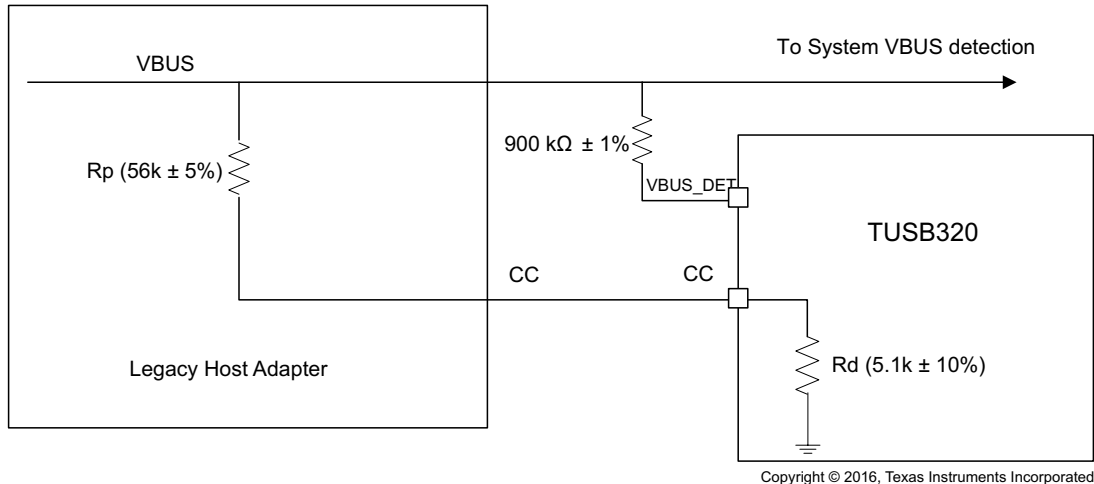 To System VBUS detection
VBUS
900 kΩ ± 1%
Rp (56k ± 5%)
VBUS_DET
TUSB320
CC
CC
Legacy Host Adapter
Rd (5.1k ± 10%)
Copyright © 2016, Texas Instruments Incorporated